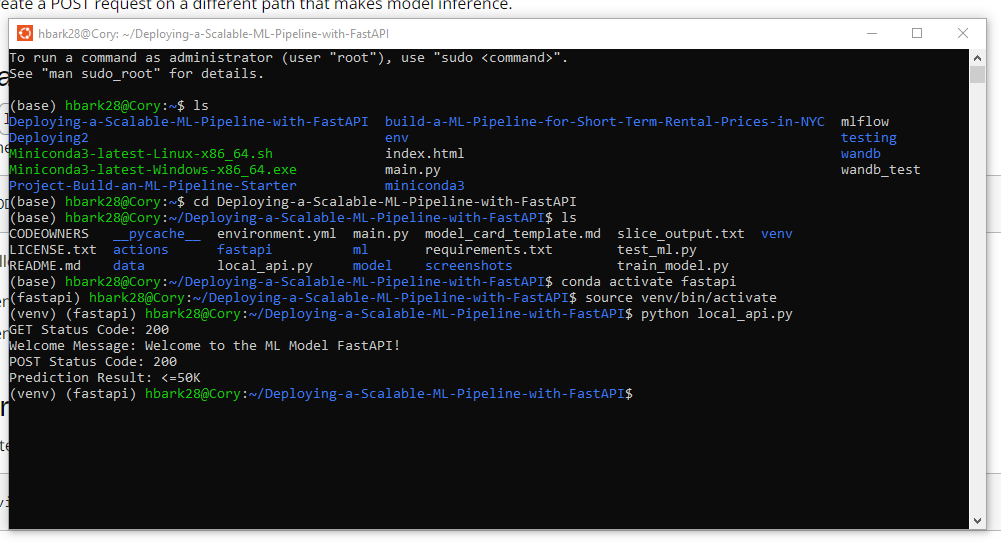 eate a POST request on a different path that makes model inference.
hbark28@Cory: ~/Deploying-a-Scalable-ML-Pipeline-with-FastAPI
To run a command as administrator (user "root"), use "sudo <command>".
See "man sudo_root" for details.
(base) hbark28@Cory:~$ ls
Deploying-a-Scalable-ML-Pipeline-with-FastAPI  build-a-ML-Pipeline-for-Short-Term-Rental-Prices-in-NYC  mlflow
Deploying2  env  testing
Miniconda3-latest-Linux-x86_64.sh  index.html  wandb
Miniconda3-latest-Windows-x86_64.exe  main.py  wandb_test
Project-Build-an-ML-Pipeline-Starter  miniconda3
(base) hbark28@Cory:~$ cd Deploying-a-Scalable-ML-Pipeline-with-FastAPI
(base) hbark28@Cory:~/Deploying-a-Scalable-ML-Pipeline-with-FastAPI$ ls
CODEOWNERS  __pycache__  environment.yml  main.py  model_card_template.md  slice_output.txt  venv
LICENSE.txt  actions  fastapi  ml  requirements.txt  test_ml.py
README.md  data  local_api.py  model  screenshots  train_model.py
(base) hbark28@Cory:~/Deploying-a-Scalable-ML-Pipeline-with-FastAPI$ conda activate fastapi
(fastapi) hbark28@Cory:~/Deploying-a-Scalable-ML-Pipeline-with-FastAPI$ source venv/bin/activate
(venv) (fastapi) hbark28@Cory:~/Deploying-a-Scalable-ML-Pipeline-with-FastAPI$ python local_api.py
GET Status Code: 200
Welcome Message: Welcome to the ML Model FastAPI!
POST Status Code: 200
Prediction Result: <=50K
(venv) (fastapi) hbark28@Cory:~/Deploying-a-Scalable-ML-Pipeline-with-FastAPI$